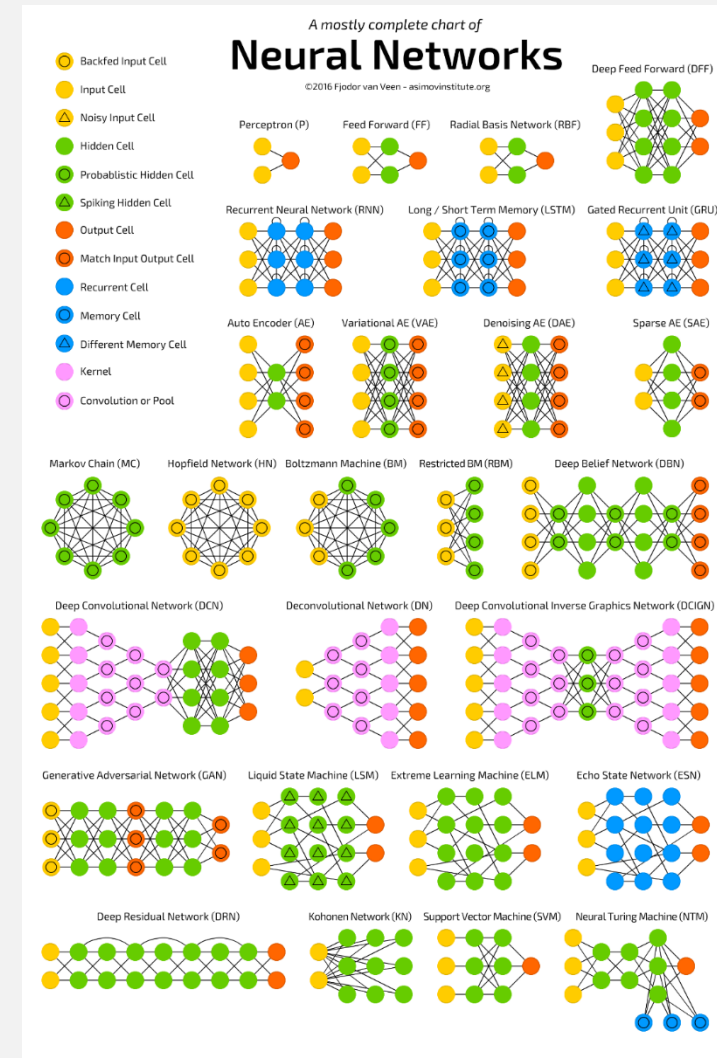 A mostly complete chart of
Neural Networks
©2016 Fjodor van Veen - asimovinstitute.org
Backfed Input Cell
Input Cell
Noisy Input Cell
Hidden Cell
Probablistic Hidden Cell
Spiking Hidden Cell
Output Cell
Match Input Output Cell
Recurrent Cell
Memory Cell
Different Memory Cell
Kernel
Convolution or Pool
Deep Feed Forward (DFF)
Perceptron (P)
Feed Forward (FF)
Radial Basis Network (RBF)
Recurrent Neural Network (RNN)
Long / Short Term Memory (LSTM)
Gated Recurrent Unit (GRU)
Auto Encoder (AE)
Variational AE (VAE)
Denoising AE (DAE)
Sparse AE (SAE)
Markov Chain (MC)
Hopfield Network (HN)
Boltzmann Machine (BM)
Restricted BM (RBM)
Deep Belief Network (DBN)
Deep Convolutional Network (DCN)
Deconvolutional Network (DN)
Deep Convolutional Inverse Graphics Network (DCIGN)
Generative Adversarial Network (GAN)
Liquid State Machine (LSM)
Extreme Learning Machine (ELM)
Echo State Network (ESN)
Deep Residual Network (DRN)
Kohonen Network (KN)
Support Vector Machine (SVM)
Neural Turing Machine (NTM)